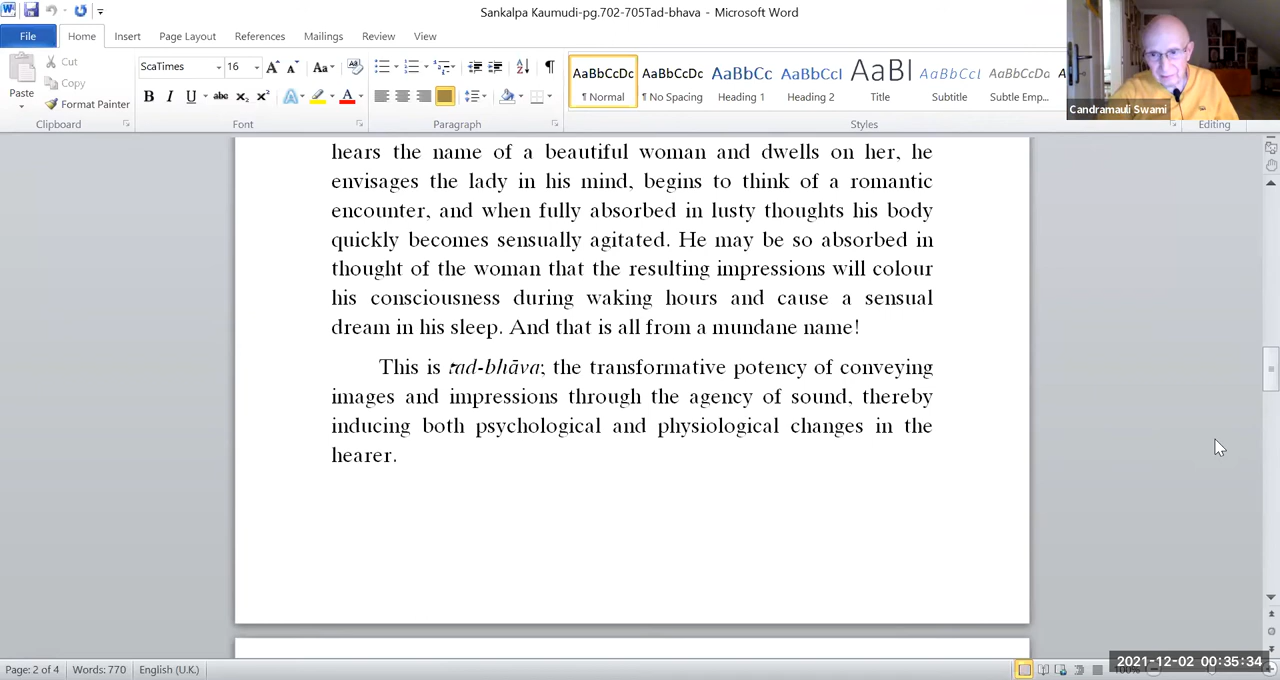 Sankalpa Kaumudi-pg.702-705Tad-bhava - Microsoft Word
File Home Insert Page Layout References Mailings Review View
Paste
Cut
Copy
Format Painter
Clipboard
ScaTimes 16
Font
Paragraph
AaBbCcDc AaBbCcDc AaBbCc AaBbCcI AaBl AaBbCcL AaBbCcDc
¶ Normal ¶ No Spacing Heading 1 Heading 2 Title Subtitle Subtle Emp...
Styles
Editing
Candramauli Swami
hears the name of a beautiful woman and dwells on her, he
envisages the lady in his mind, begins to think of a romantic
encounter, and when fully absorbed in lusty thoughts his body
quickly becomes sensually agitated. He may be so absorbed in
thought of the woman that the resulting impressions will colour
his consciousness during waking hours and cause a sensual
dream in his sleep. And that is all from a mundane name!
This is tad-bhāva; the transformative potency of conveying
images and impressions through the agency of sound, thereby
inducing both psychological and physiological changes in the
hearer.
Page: 2 of 4 Words: 770 English (U.K.)
2021-12-02 00:35:34